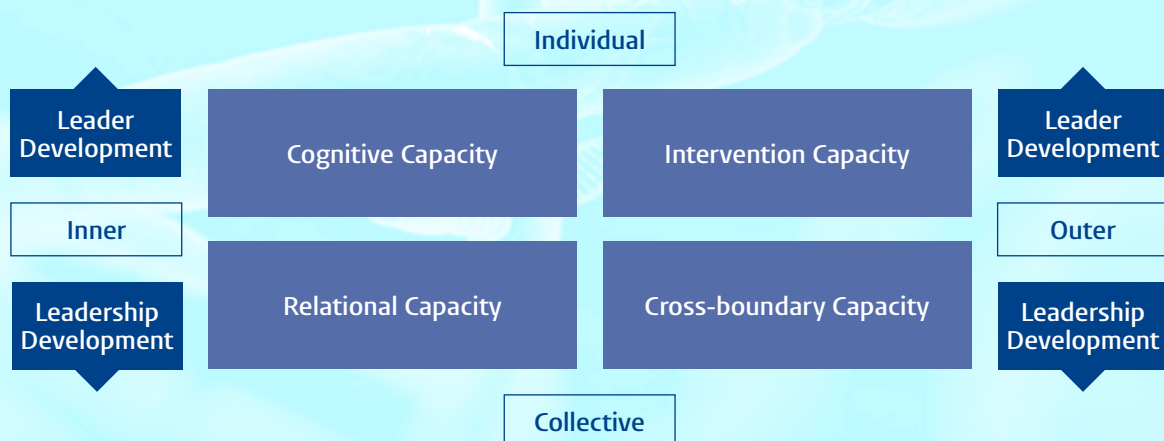 Individual
Leader
Development
Cognitive Capacity
Intervention Capacity
Leader
Development
Inner
Outer
Leadership
Development
Relational Capacity
Cross-boundary Capacity
Leadership
Development
Collective